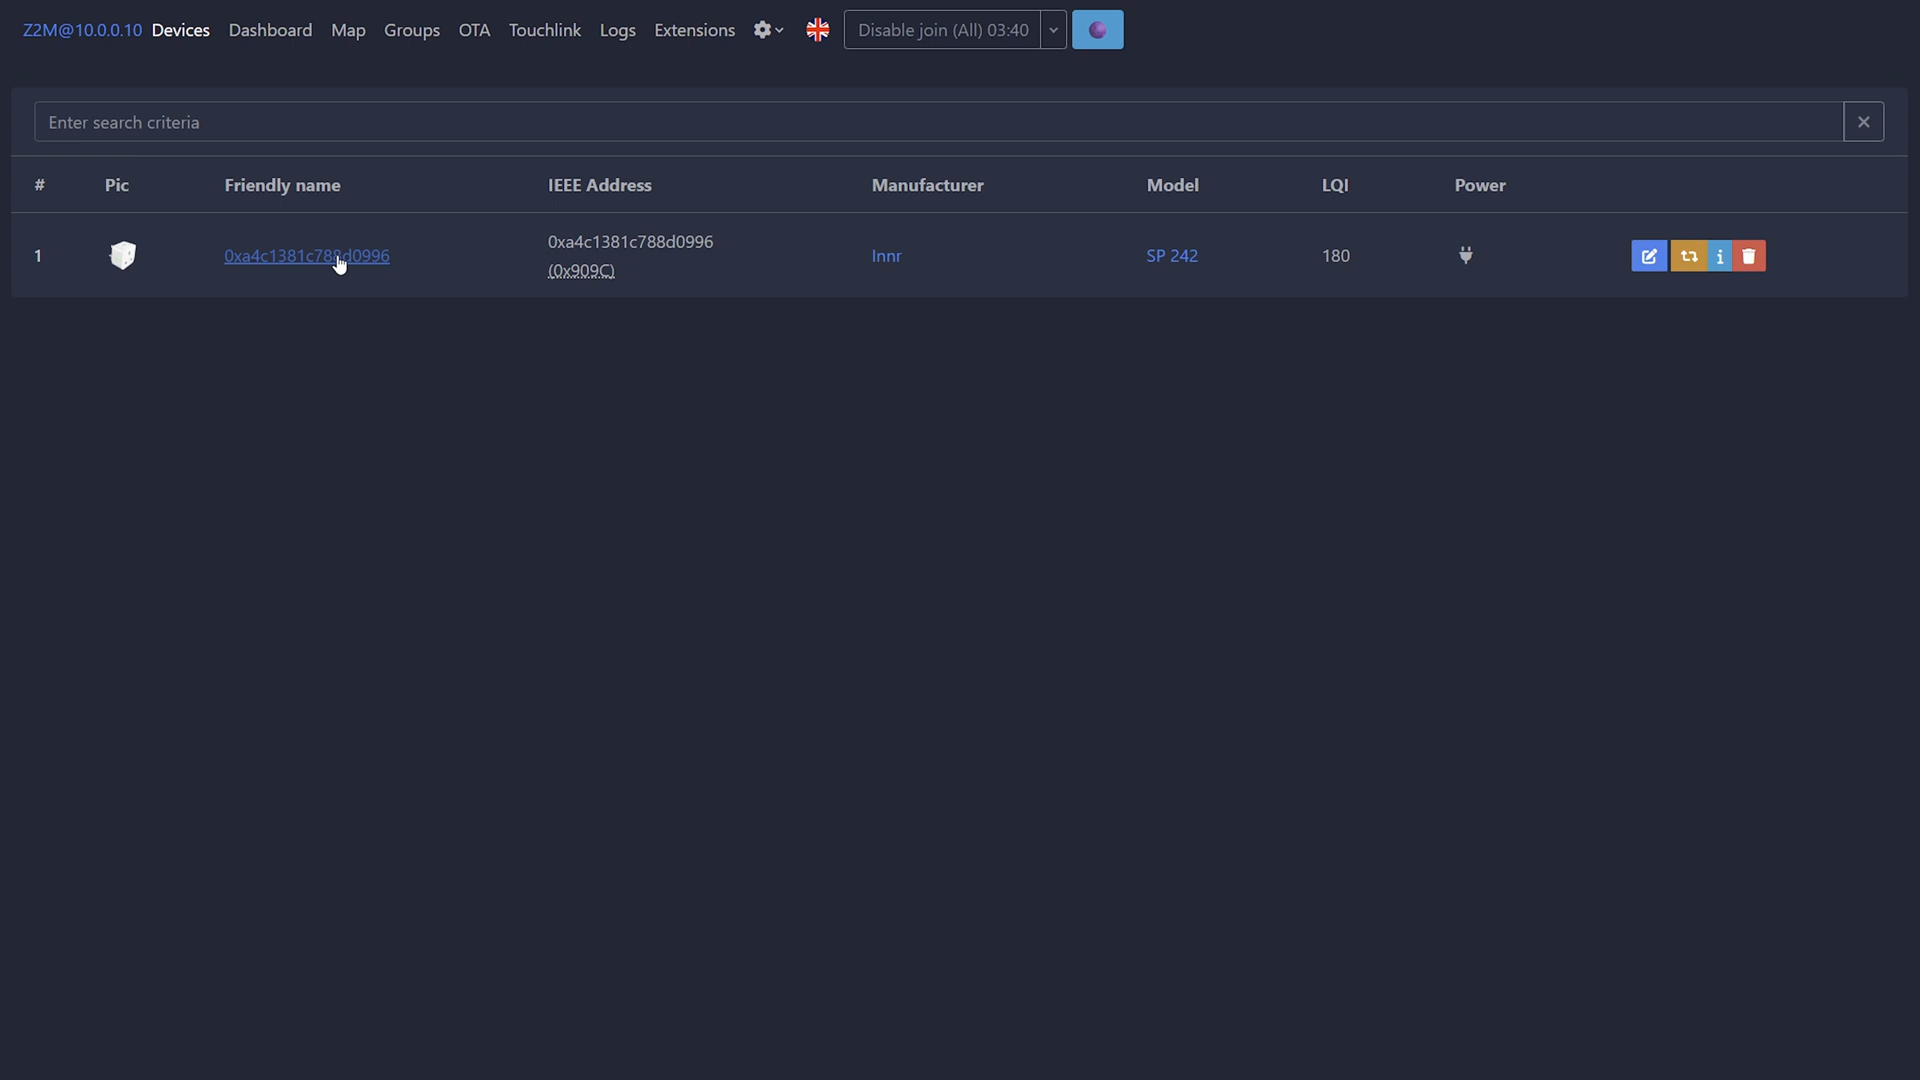 Z2M@10.0.0.10 Devices Dashboard Map Groups OTA Touchlink Logs Extensions Disable join (All) 03:40
Enter search criteria
# Pic Friendly name IEEE Address Manufacturer Model LQI Power
1 0xa4c1381c788d0996 0xa4c1381c788d0996 Innr SP 242 180
(0x909C)